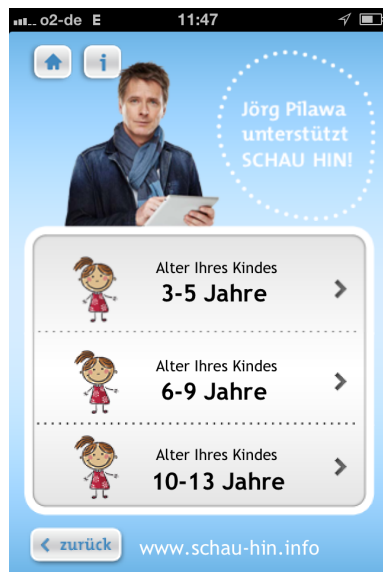 o2-de E 11:47
i
Jörg Pilawa
unterstützt
SCHAU HIN!
Alter Ihres Kindes
3-5 Jahre
Alter Ihres Kindes
6-9 Jahre
Alter Ihres Kindes
10-13 Jahre
zurück
www.schau-hin.info